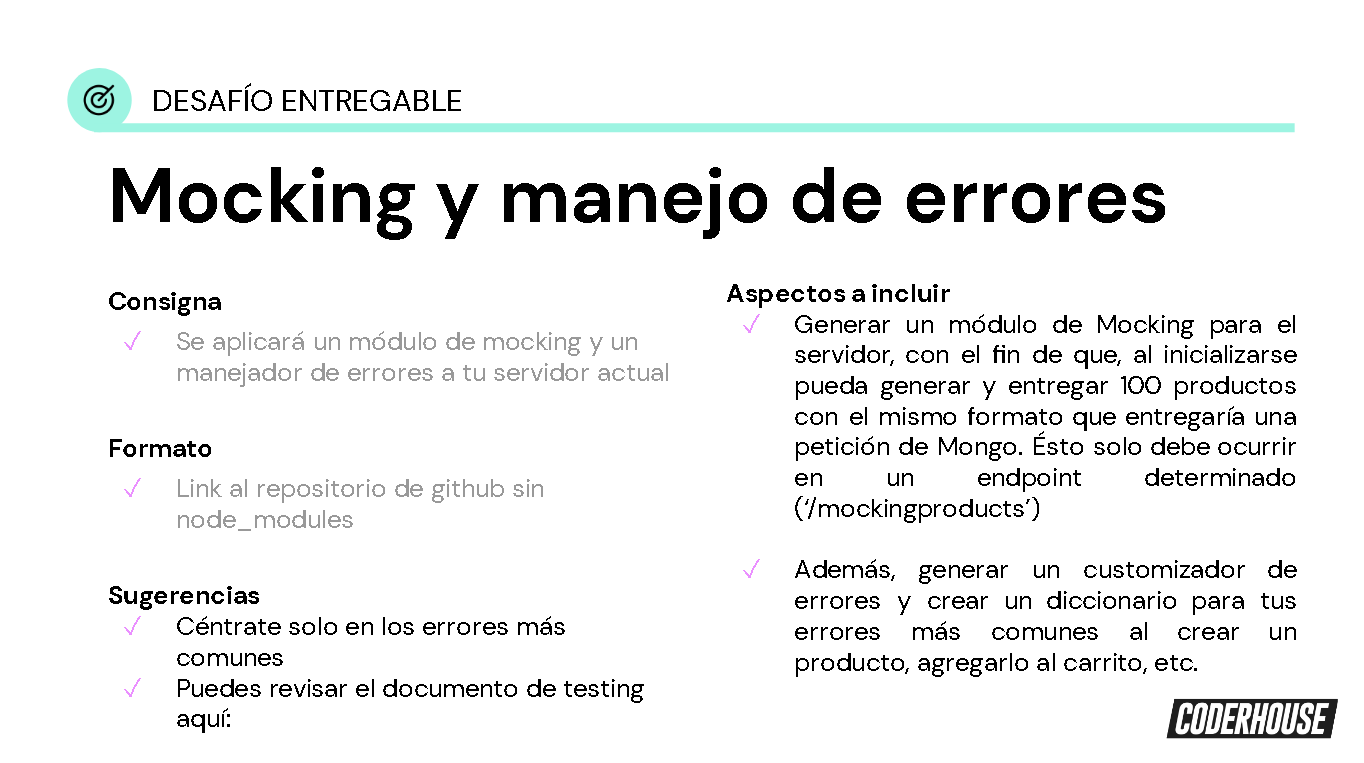 DESAFÍO ENTREGABLE
Mocking y manejo de errores
Consigna
✓ Se aplicará un módulo de mocking y un
manejador de errores a tu servidor actual
Formato
✓ Link al repositorio de github sin
node_modules
Sugerencias
✓ Céntrate solo en los errores más
comunes
✓ Puedes revisar el documento de testing
aquí:
Aspectos a incluir
✓ Generar un módulo de Mocking para el
servidor, con el fin de que, al inicializarse
pueda generar y entregar 100 productos
con el mismo formato que entregaría una
petición de Mongo. Ésto solo debe ocurrir
en un endpoint determinado
(‘/mockingproducts’)
✓ Además, generar un customizador de
errores y crear un diccionario para tus
errores más comunes al crear un
producto, agregarlo al carrito, etc.
CODERHOUSE